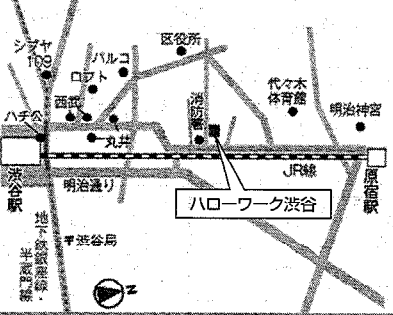 シブヤ
109
パルコ
ロフト
西武
区役所
ハチ公
丸井
消防署
代々木
体育館
明治神宮
渋谷駅
明治通り
JR線
原宿駅
ハローワーク渋谷
地下鉄銀座線・
半蔵門線
〒渋谷局
N